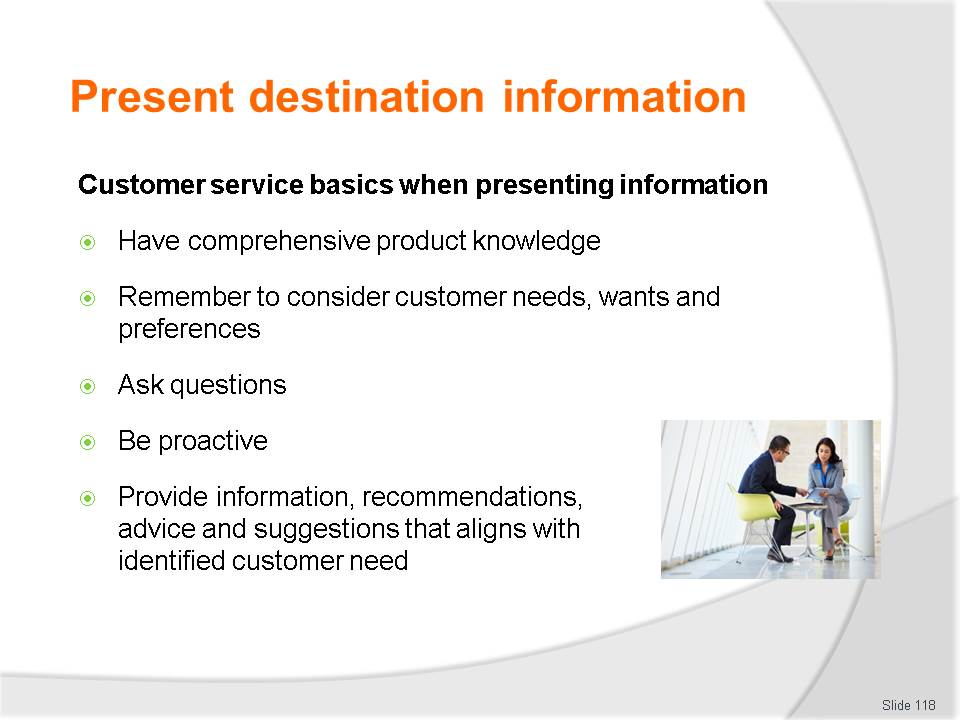 Present destination information
Customer service basics when presenting information
Have comprehensive product knowledge
Remember to consider customer needs, wants and
preferences
Ask questions
Be proactive
Provide information, recommendations,
advice and suggestions that aligns with
identified customer need
Slide 118